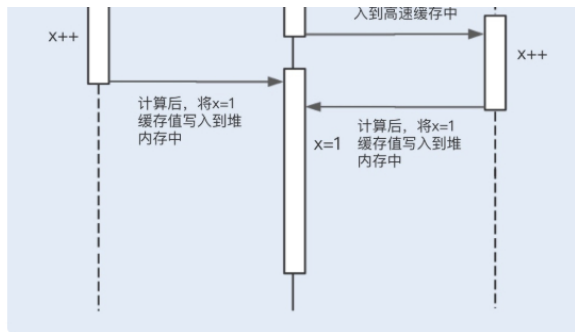 入到高速缓存中
x++
x++
计算后，将x=1
缓存值写入到堆
内存中
x=1
计算后，将x=1
缓存值写入到堆
内存中